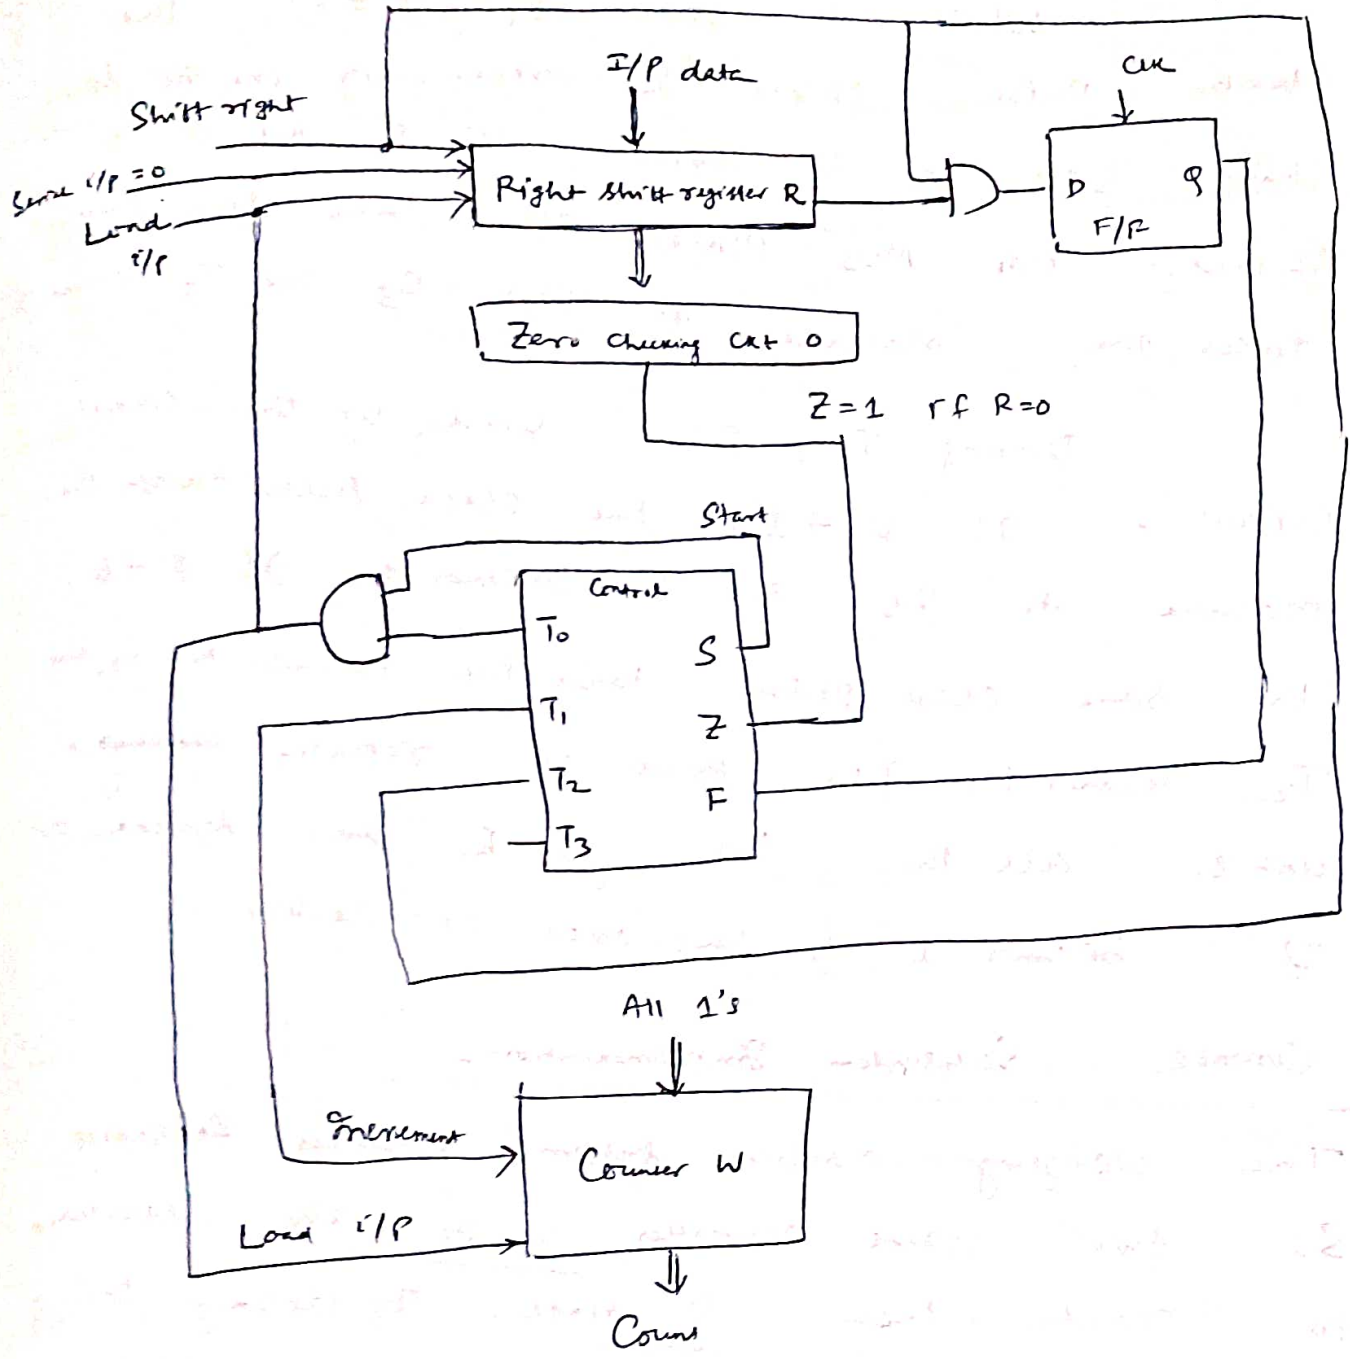 I/P data
CLK
Shift right
Serial i/p = 0
Load
i/p
Right Shift register R
D Q
F/F
Zero Checking Ckt 0
Z = 1 if R=0
Start
Control
T0
S
T1
Z
T2
F
T3
All 1's
Increment
Counter W
Load i/P
Count